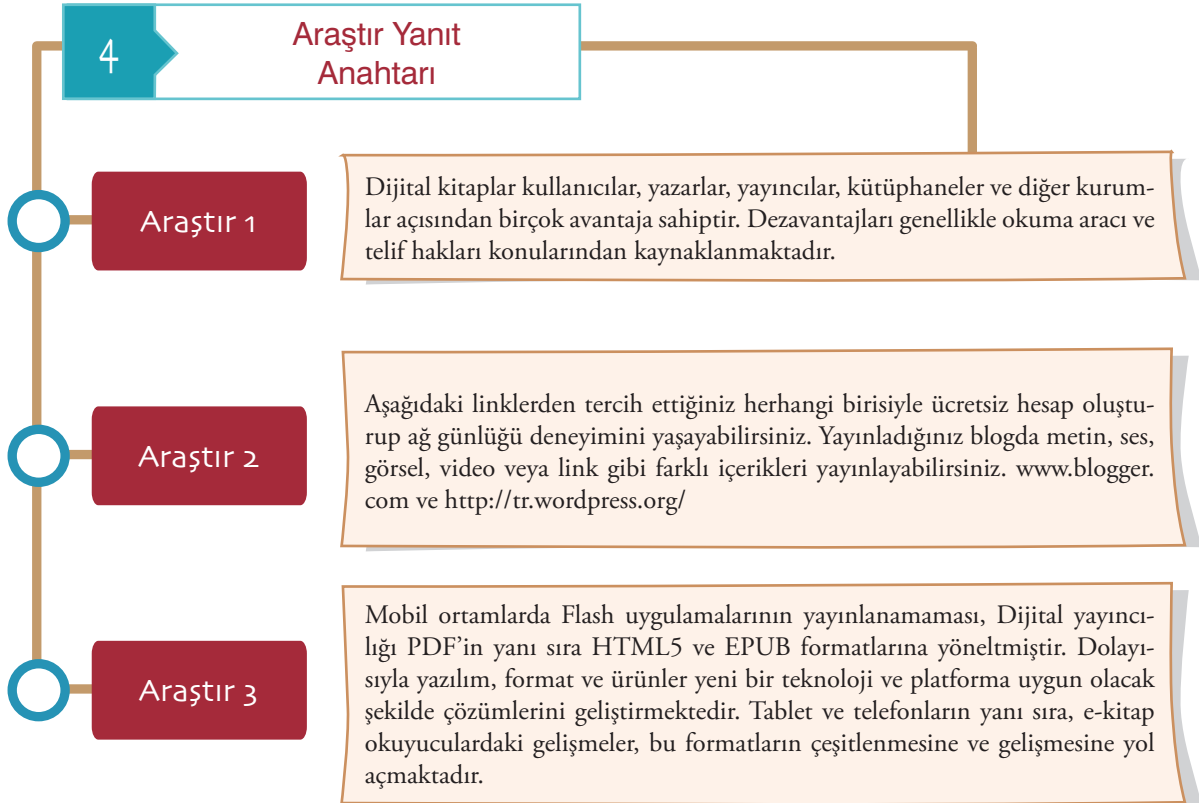 4
Araştır Yanıt
Anahtarı
Araştır 1
Dijital kitaplar kullanıcılar, yazarlar, yayıncılar, kütüphaneler ve diğer kurum-
lar açısından birçok avantaja sahiptir. Dezavantajları genellikle okuma aracı ve
telif hakları konularından kaynaklanmaktadır.
Araştır 2
Aşağıdaki linklerden tercih ettiğiniz herhangi birisiyle ücretsiz hesap oluştu-
rup ağ günlüğü deneyimini yaşayabilirsiniz. Yayınladığınız blogda metin, ses,
görsel, video veya link gibi farklı içerikleri yayınlayabilirsiniz. www.blogger.
com ve http://tr.wordpress.org/
Araştır 3
Mobil ortamlarda Flash uygulamalarının yayınlanamaması, Dijital yayıncı-
lığı PDF’in yanı sıra HTML5 ve EPUB formatlarına yöneltmiştir. Dolayı-
sıyla yazılım, format ve ürünler yeni bir teknoloji ve platforma uygun olacak
şekilde çözümlerini geliştirmektedir. Tablet ve telefonların yanı sıra, e-kitap
okuyuculardaki gelişmeler, bu formatların çeşitlenmesine ve gelişmesine yol
açmaktadır.